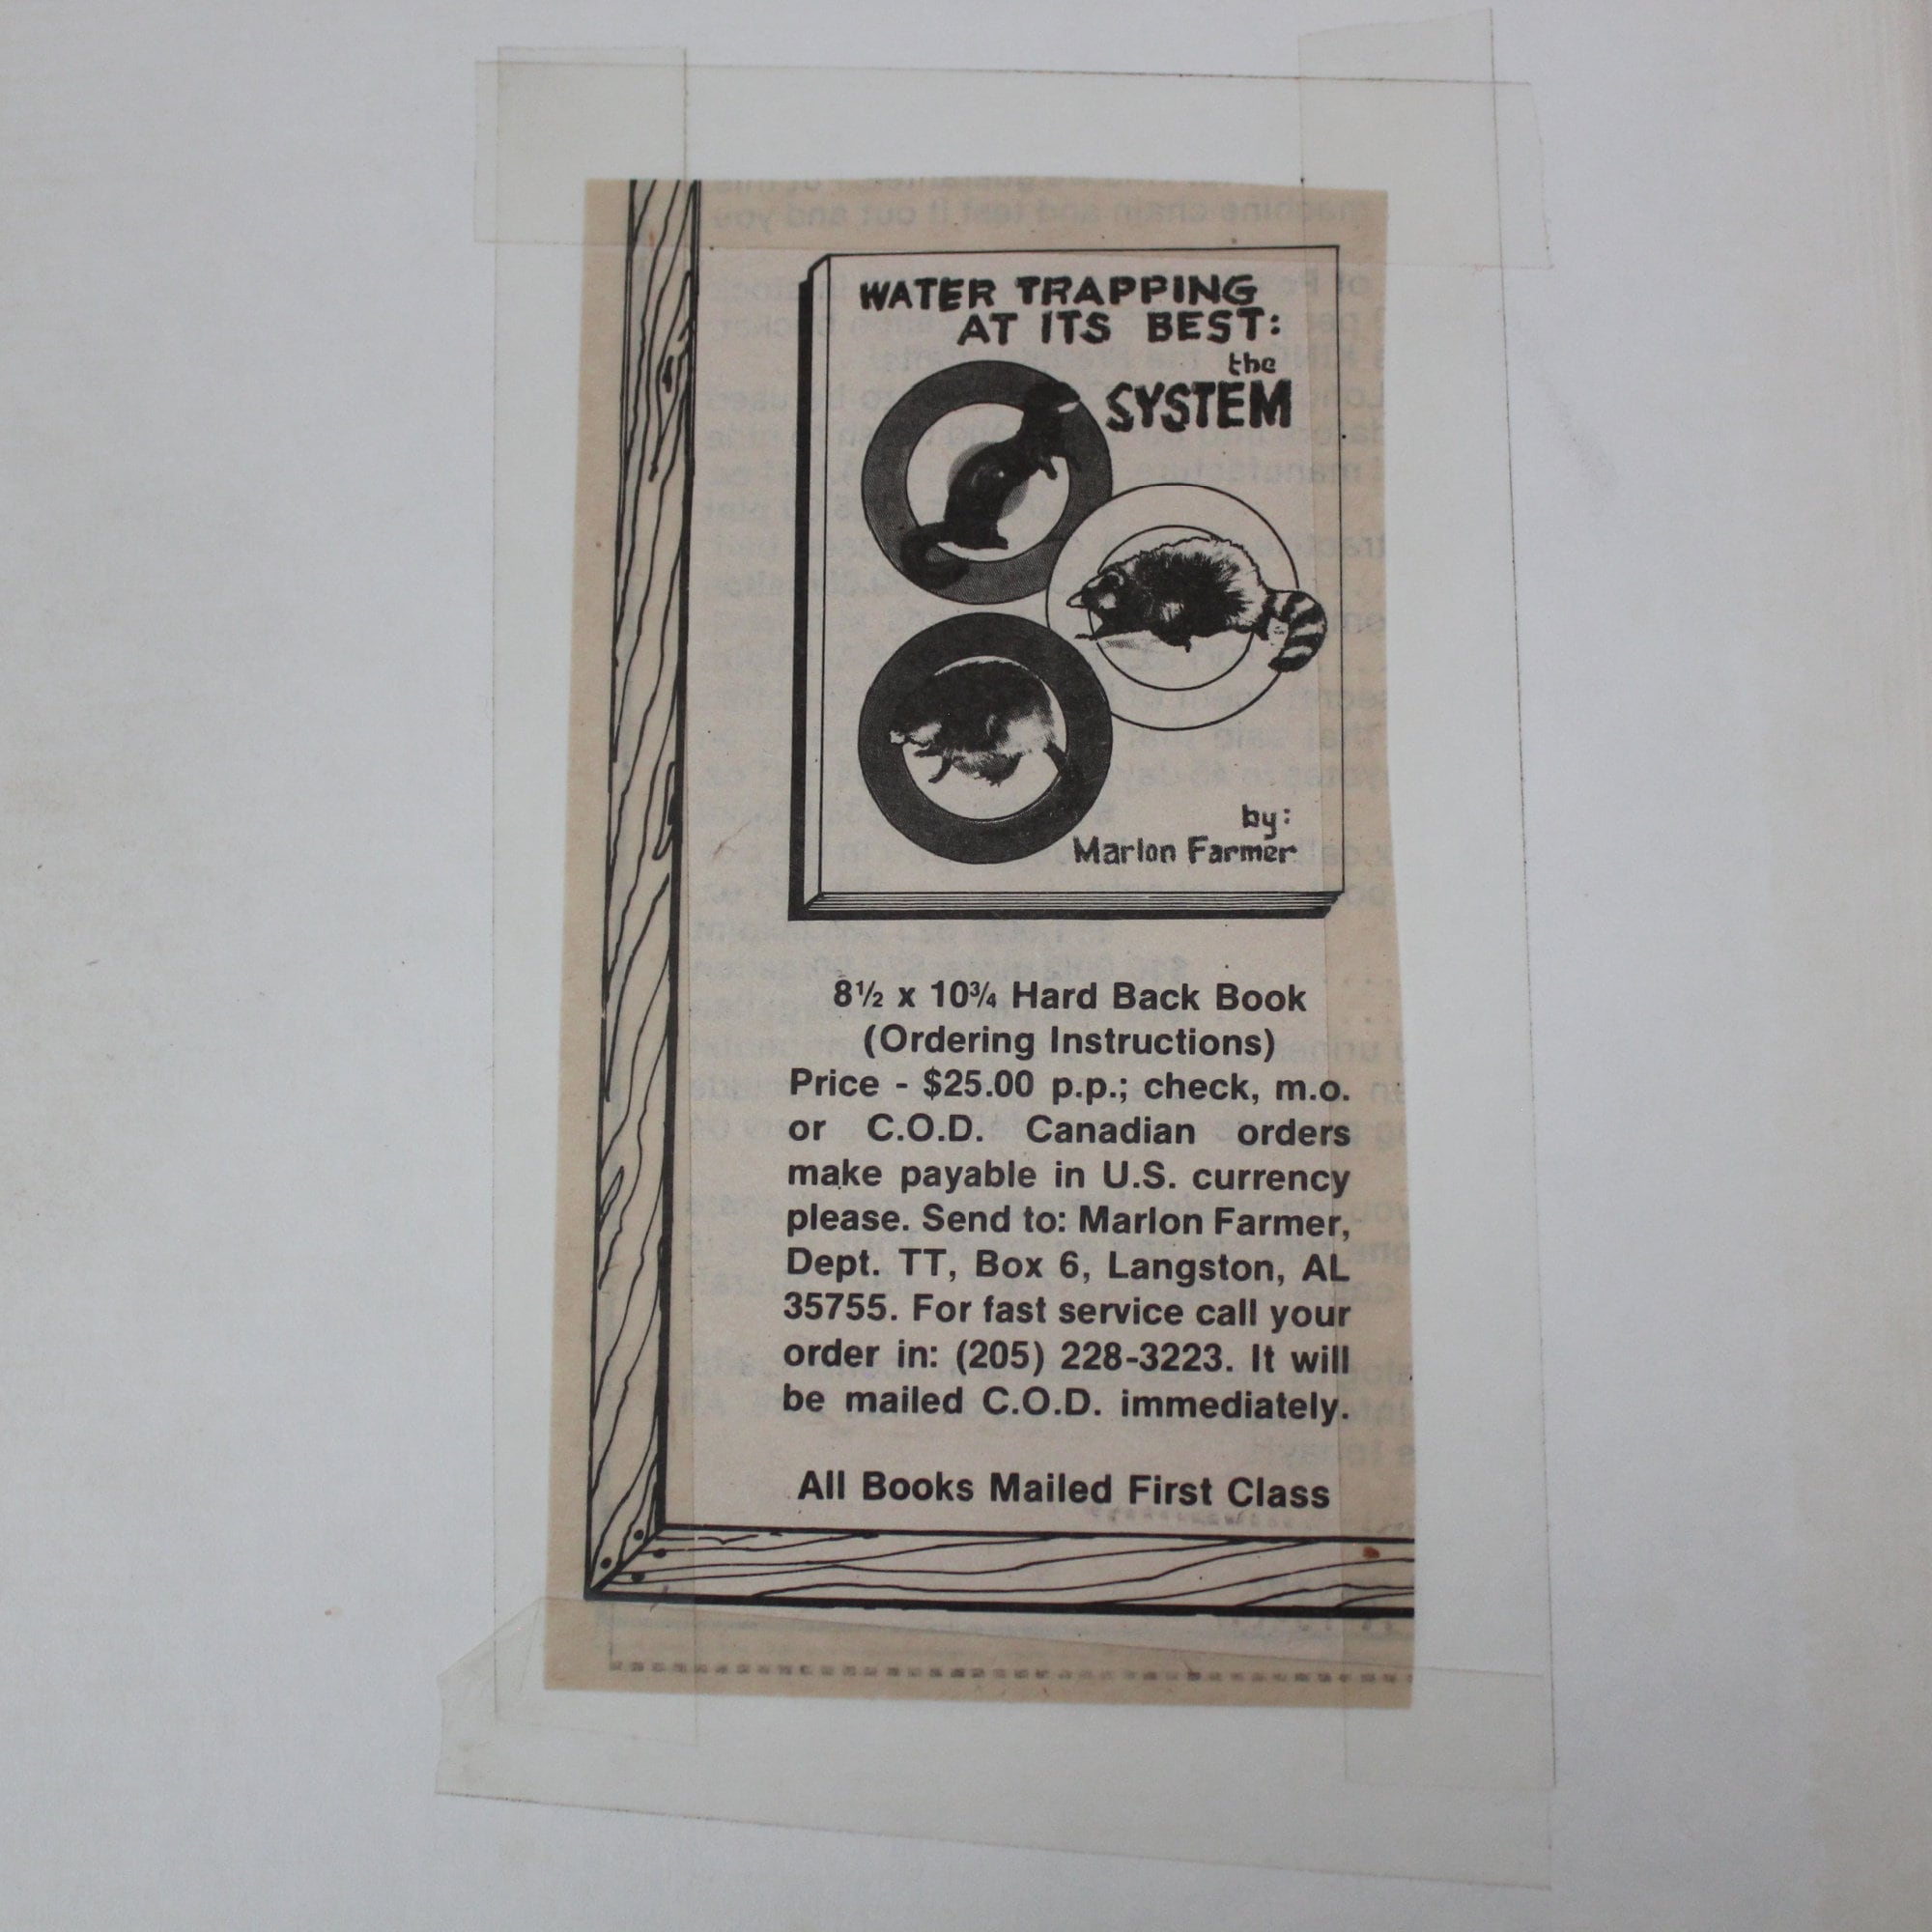 WATER TRAPPING
AT ITS BEST:
the
SYSTEM
by:
Marlon Farmer
8½ x 10¾ Hard Back Book
(Ordering Instructions)
Price - $25.00 p.p.; check, m.o.
or C.O.D. Canadian orders
make payable in U.S. currency
please. Send to: Marlon Farmer,
Dept. TT, Box 6, Langston, AL
35755. For fast service call your
order in: (205) 228-3223. It will
be mailed C.O.D. immediately.
All Books Mailed First Class